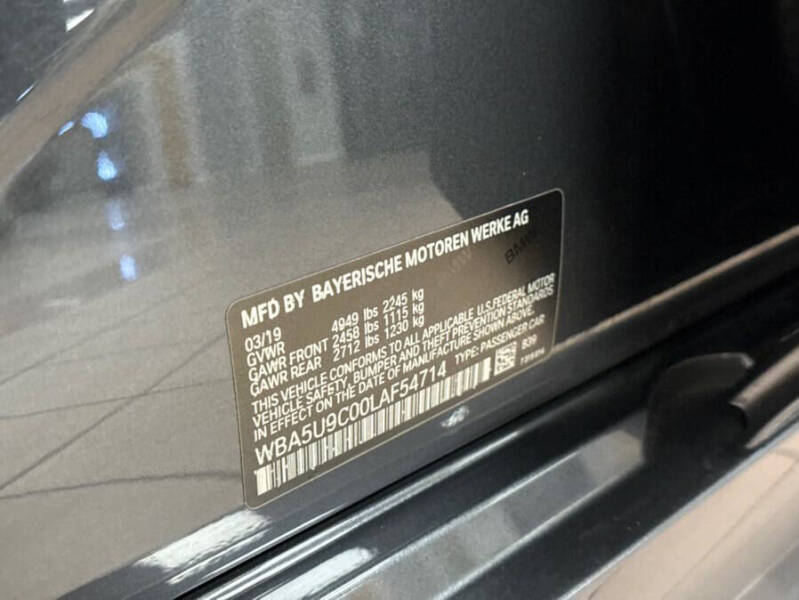 MFD BY BAYERISCHE MOTOREN WERKE AG
BMW
03/19
GVWR 4949 lbs 2245 kg
GAWR FRONT 2458 lbs 1115 kg
GAWR REAR 2712 lbs 1230 kg
THIS VEHICLE CONFORMS TO ALL APPLICABLE U.S.FEDERAL MOTOR
VEHICLE SAFETY, BUMPER AND THEFT PREVENTION STANDARDS
IN EFFECT ON THE DATE OF MANUFACTURE SHOWN ABOVE.
WBA5U9C00LAF54714 TYPE: PASSENGER CAR
B39